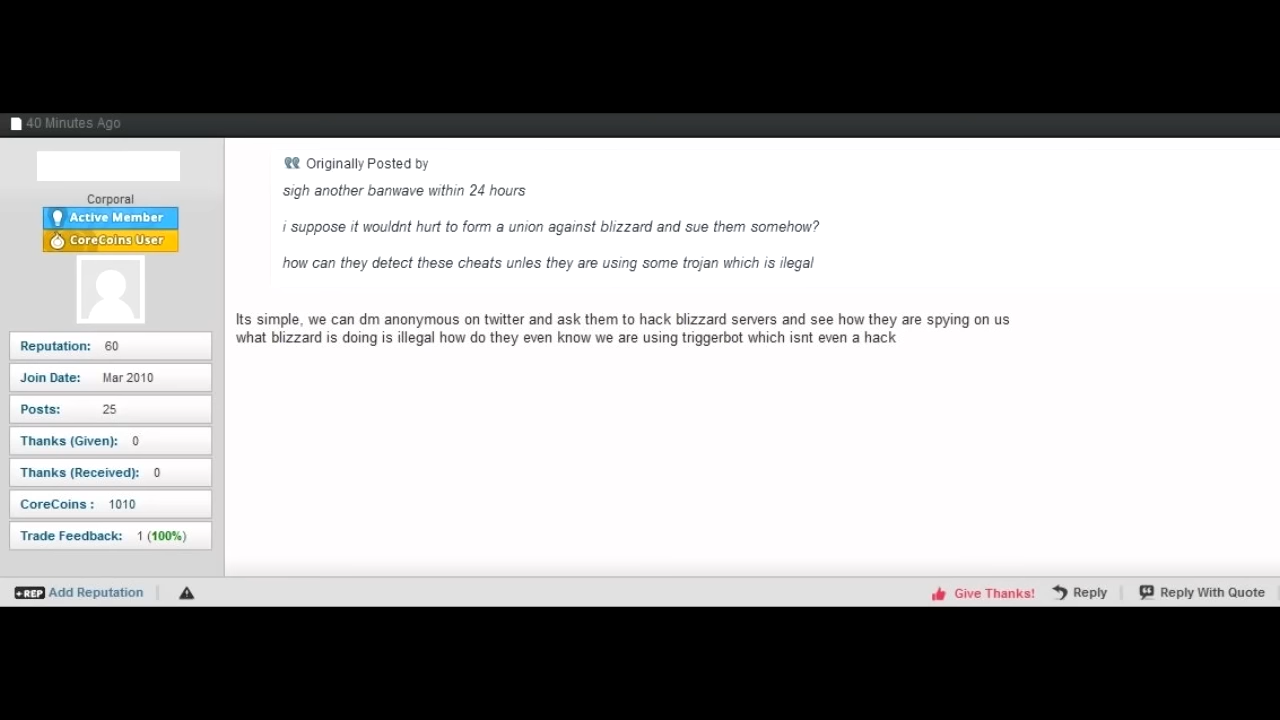 40 Minutes Ago
Corporal
Active Member
CoreCoins User
Reputation: 60
Join Date: Mar 2010
Posts: 25
Thanks (Given): 0
Thanks (Received): 0
CoreCoins : 1010
Trade Feedback: 1 (100%)
Originally Posted by
sigh another banwave within 24 hours
i suppose it wouldnt hurt to form a union against blizzard and sue them somehow?
how can they detect these cheats unles they are using some trojan which is ilegal
Its simple, we can dm anonymous on twitter and ask them to hack blizzard servers and see how they are spying on us
what blizzard is doing is illegal how do they even know we are using triggerbot which isnt even a hack
+REP Add Reputation
Give Thanks! Reply Reply With Quote